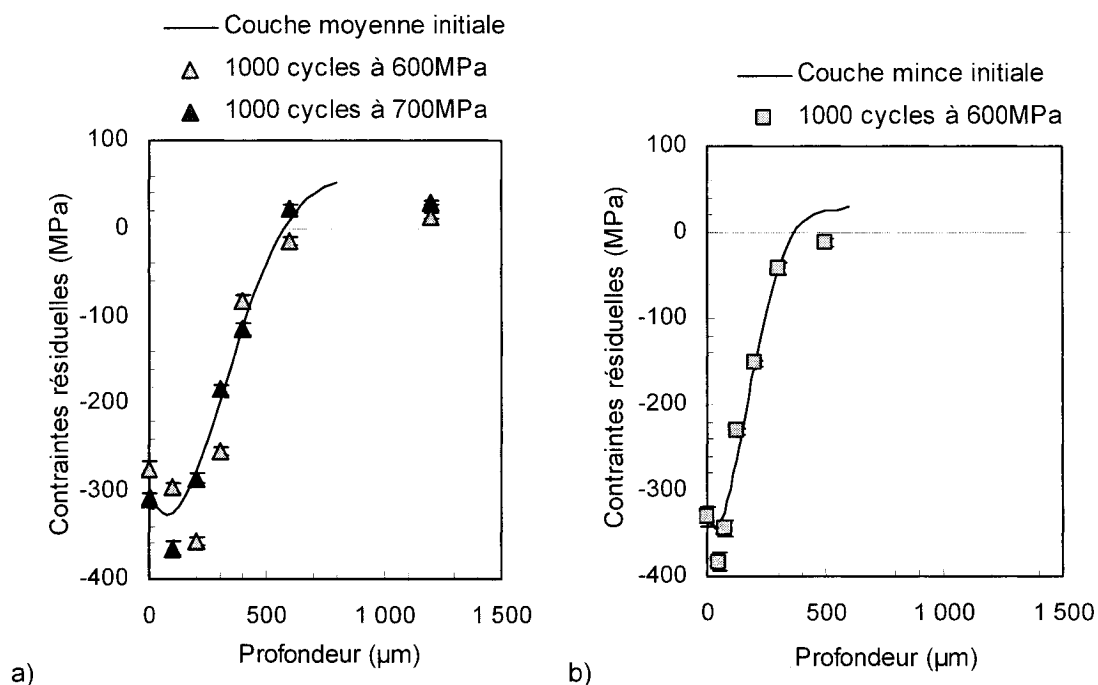 Couche moyenne initiale
1000 cycles à 600MPa
1000 cycles à 700MPa
100
0
-100
-200
-300
-400
Contraintes résiduelles (MPa)
0
500
1 000
1 500
Profondeur (µm)
a)
Couche mince initiale
1000 cycles à 600MPa
100
0
-100
-200
-300
-400
Contraintes résiduelles (MPa)
0
500
1 000
1 500
Profondeur (µm)
b)